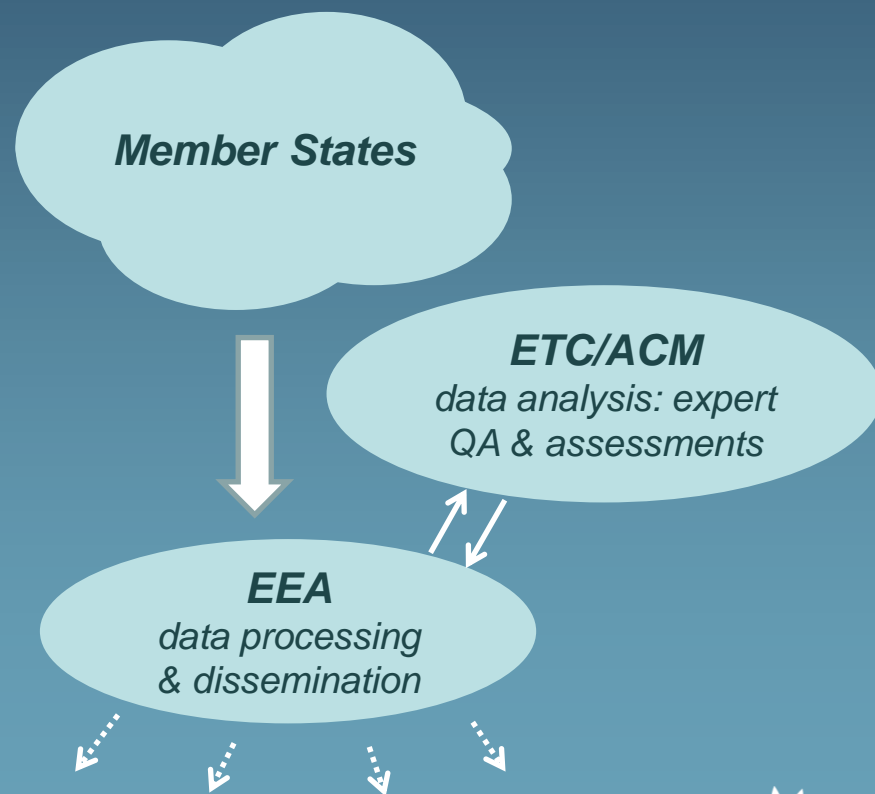 Member States
ETC/ACM
data analysis: expert
QA & assessments
EEA
data processing
& dissemination